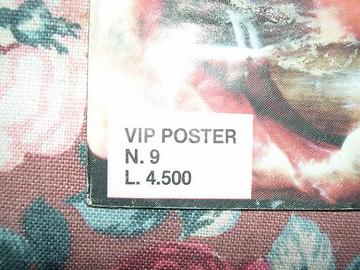 VIP POSTER
N. 9
L. 4.500